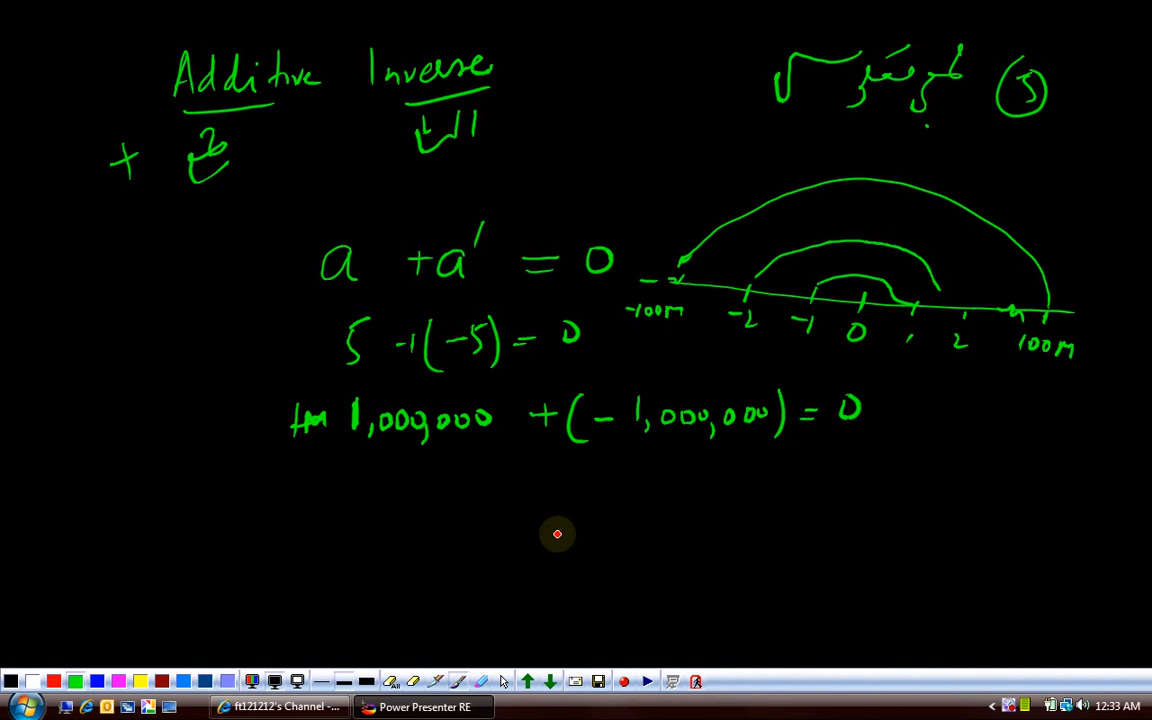 Additive Inverse
5
+
a + a' = 0
-100M -2 -1 0 1 2 100M
5 + (-5) = 0
1,000,000 + (-1,000,000) = 0
ft121212's Channel -... Power Presenter RE 12:33 AM